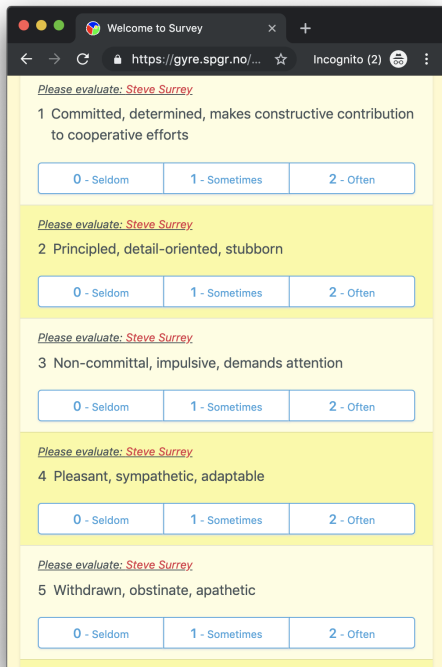 Welcome to Survey
https://gyre.spgr.no/... Incognito (2)
Please evaluate: Steve Surrey
1 Committed, determined, makes constructive contribution
to cooperative efforts
0 - Seldom 1 - Sometimes 2 - Often
Please evaluate: Steve Surrey
2 Principled, detail-oriented, stubborn
0 - Seldom 1 - Sometimes 2 - Often
Please evaluate: Steve Surrey
3 Non-committal, impulsive, demands attention
0 - Seldom 1 - Sometimes 2 - Often
Please evaluate: Steve Surrey
4 Pleasant, sympathetic, adaptable
0 - Seldom 1 - Sometimes 2 - Often
Please evaluate: Steve Surrey
5 Withdrawn, obstinate, apathetic
0 - Seldom 1 - Sometimes 2 - Often